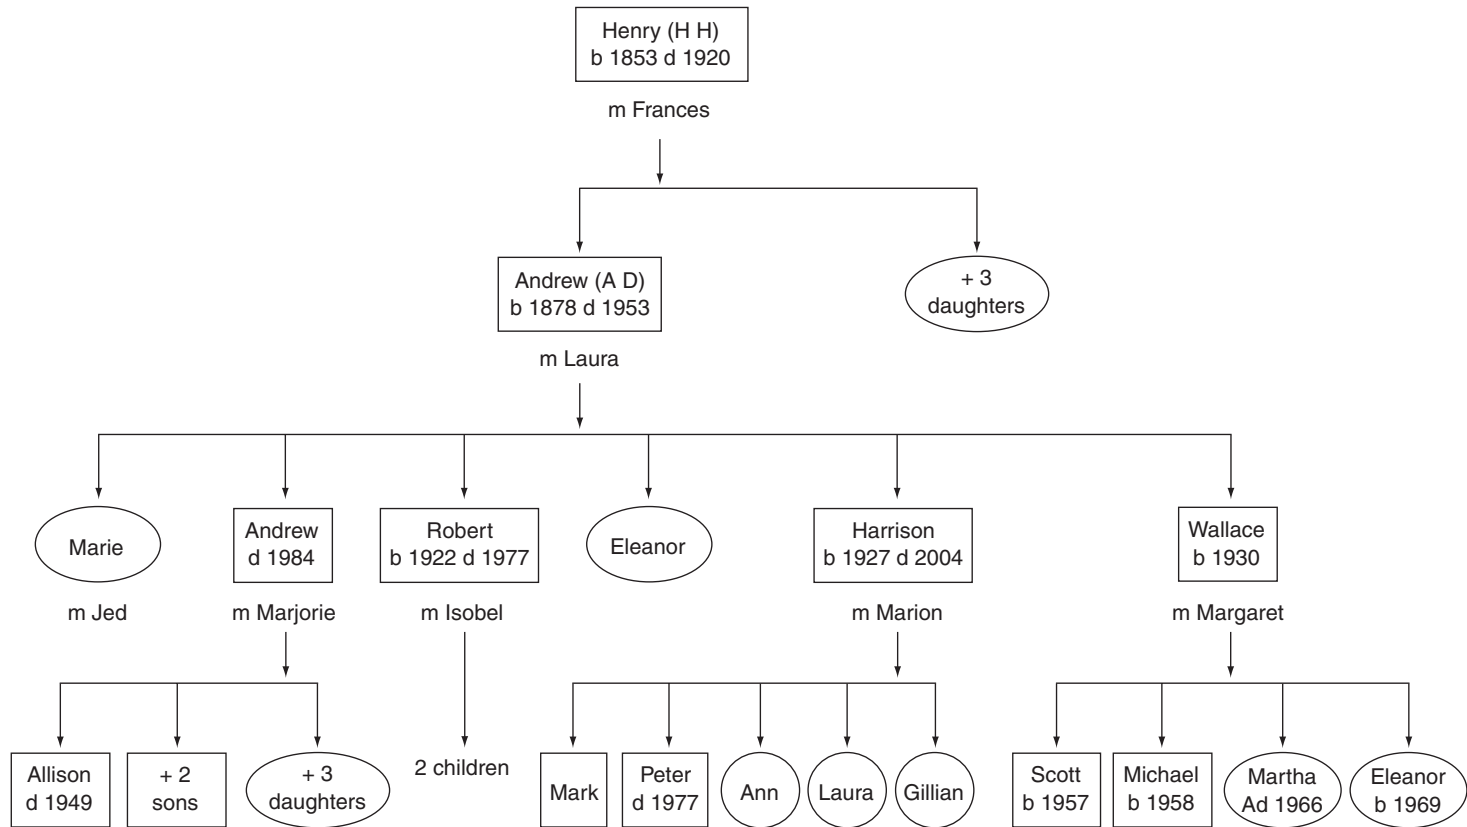 Henry (H H)
b 1853 d 1920
m Frances
Andrew (A D)
b 1878 d 1953
+ 3
daughters
m Laura
Marie
Andrew
d 1984
Robert
b 1922 d 1977
Eleanor
Harrison
b 1927 d 2004
Wallace
b 1930
m Jed
m Marjorie
m Isobel
m Marion
m Margaret
Allison
d 1949
+ 2
sons
+ 3
daughters
2 children
Mark
Peter
d 1977
Ann
Laura
Gillian
Scott
b 1957
Michael
b 1958
Martha
Ad 1966
Eleanor
b 1969